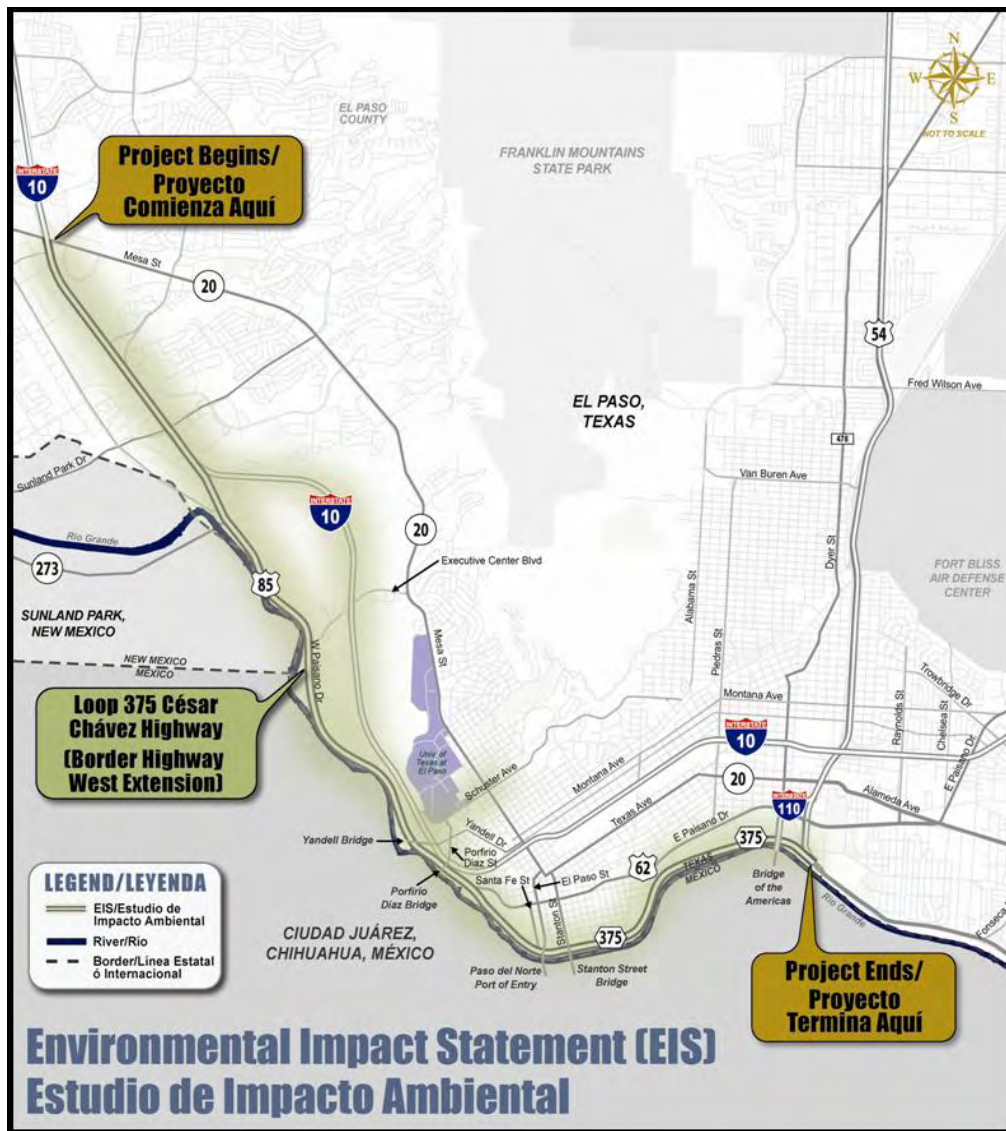 N
W
E
S
NOT TO SCALE
EL PASO
COUNTY
FRANKLIN MOUNTAINS
STATE PARK
Project Begins/
Proyecto
Comienza Aquí
INTERSTATE
10
Mesa St
20
54
Fred Wilson Ave
EL PASO,
TEXAS
478
Van Buren Ave
Sunland Park Dr
INTERSTATE
10
20
Dyer St
Rio Grande
273
85
Executive Center Blvd
Alabama St
FORT BLISS
AIR DEFENSE
CENTER
SUNLAND PARK,
NEW MEXICO
NEW MEXICO
MÉXICO
W Paisano Dr
Mesa St
Piedras St
Trowbridge Dr
Loop 375 César
Chávez Highway
(Border Highway
West Extension)
Montana Ave
Raynolds St
Chelsea St
E Paisano Dr
INTERSTATE
10
Univ of
Texas at
El Paso
Schuster Ave
Montana Ave
20
INTERSTATE
110
Alameda Ave
Texas Ave
E Paisano Dr
Yandell Dr
Yandell Bridge
Porfirio
Diaz St
375
Santa Fe St
El Paso St
62
TEXAS
MÉXICO
Porfirio
Diaz Bridge
Stanton St
Bridge
of the
Americas
Rio Grande
375
Fonseca
CIUDAD JUÁREZ,
CHIHUAHUA, MÉXICO
Paso del Norte
Port of Entry
Stanton Street
Bridge
LEGEND/LEYENDA
EIS/Estudio de
Impacto Ambiental
River/Rio
Border/Linea Estatal
ó Internacional
Project Ends/
Proyecto
Termina Aquí
Environmental Impact Statement (EIS)
Estudio de Impacto Ambiental